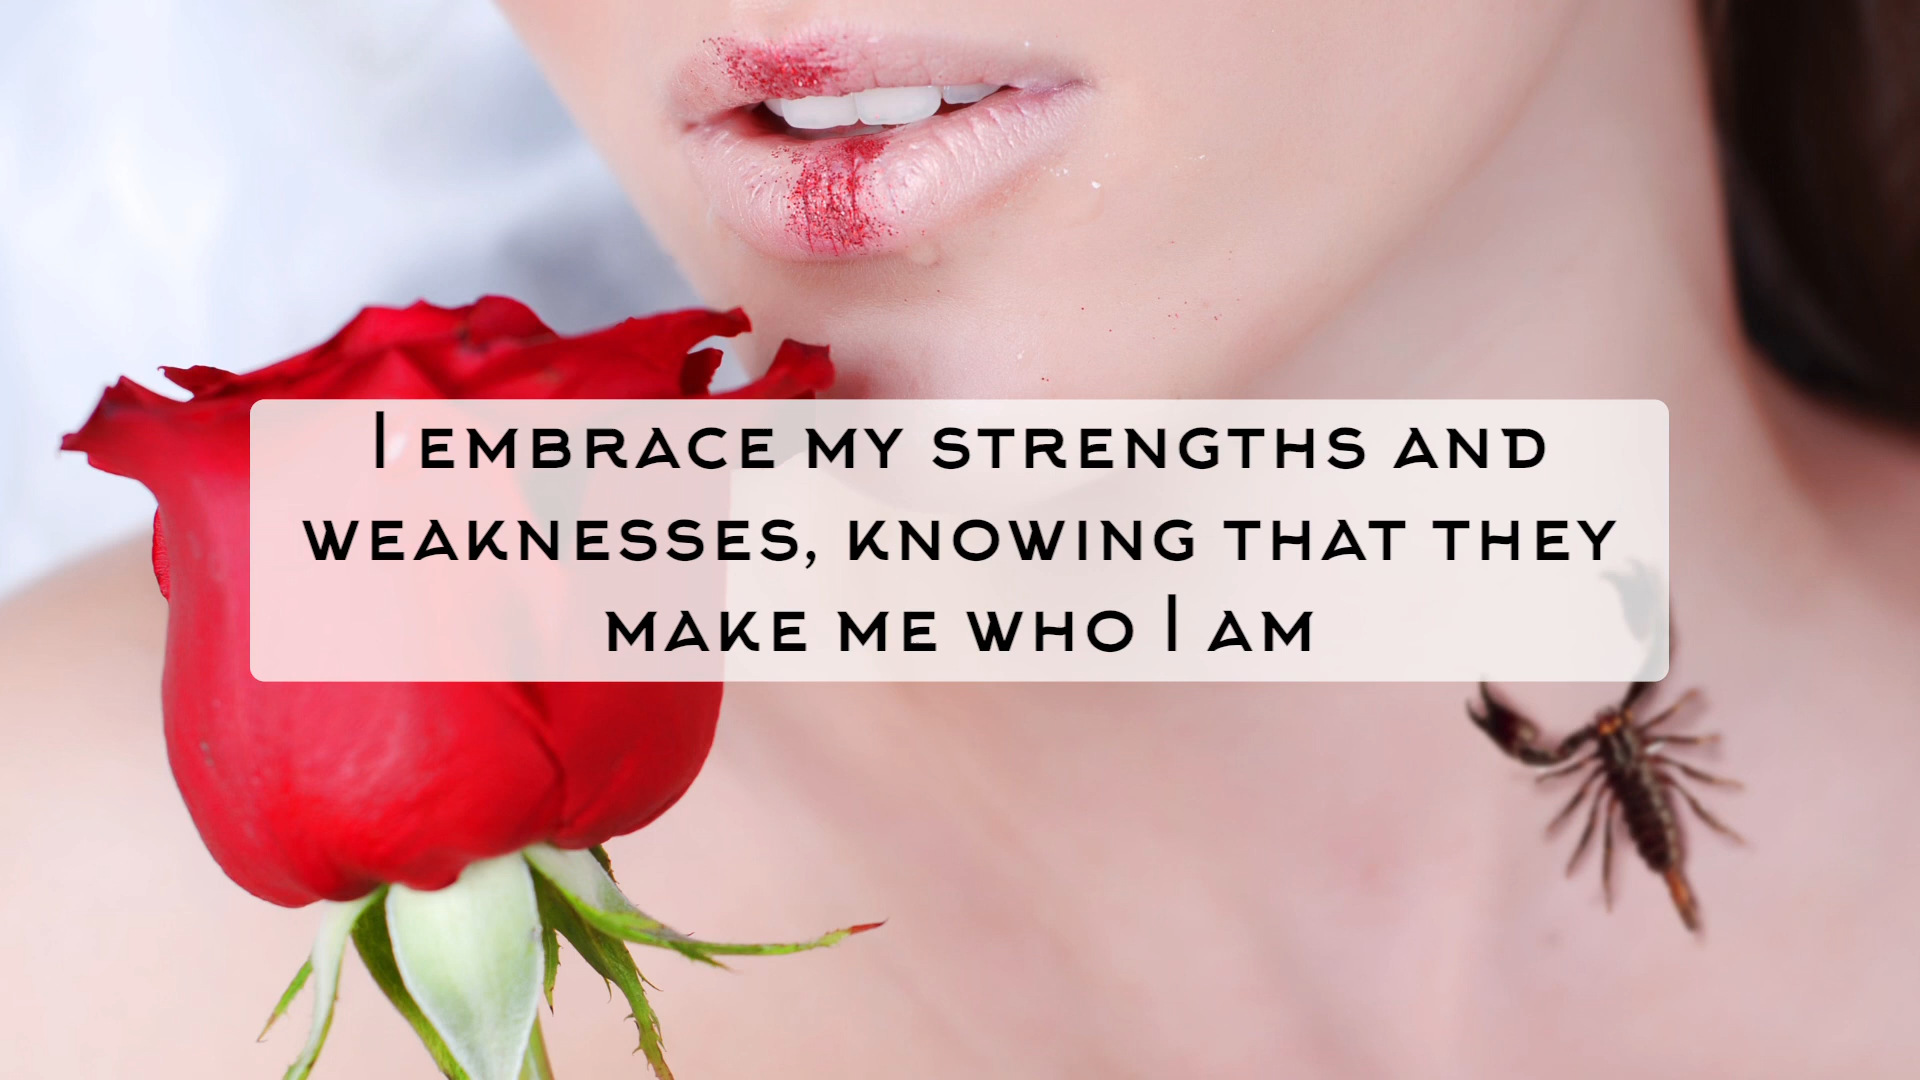 I embrace my strengths and
weaknesses, knowing that they
make me who I am